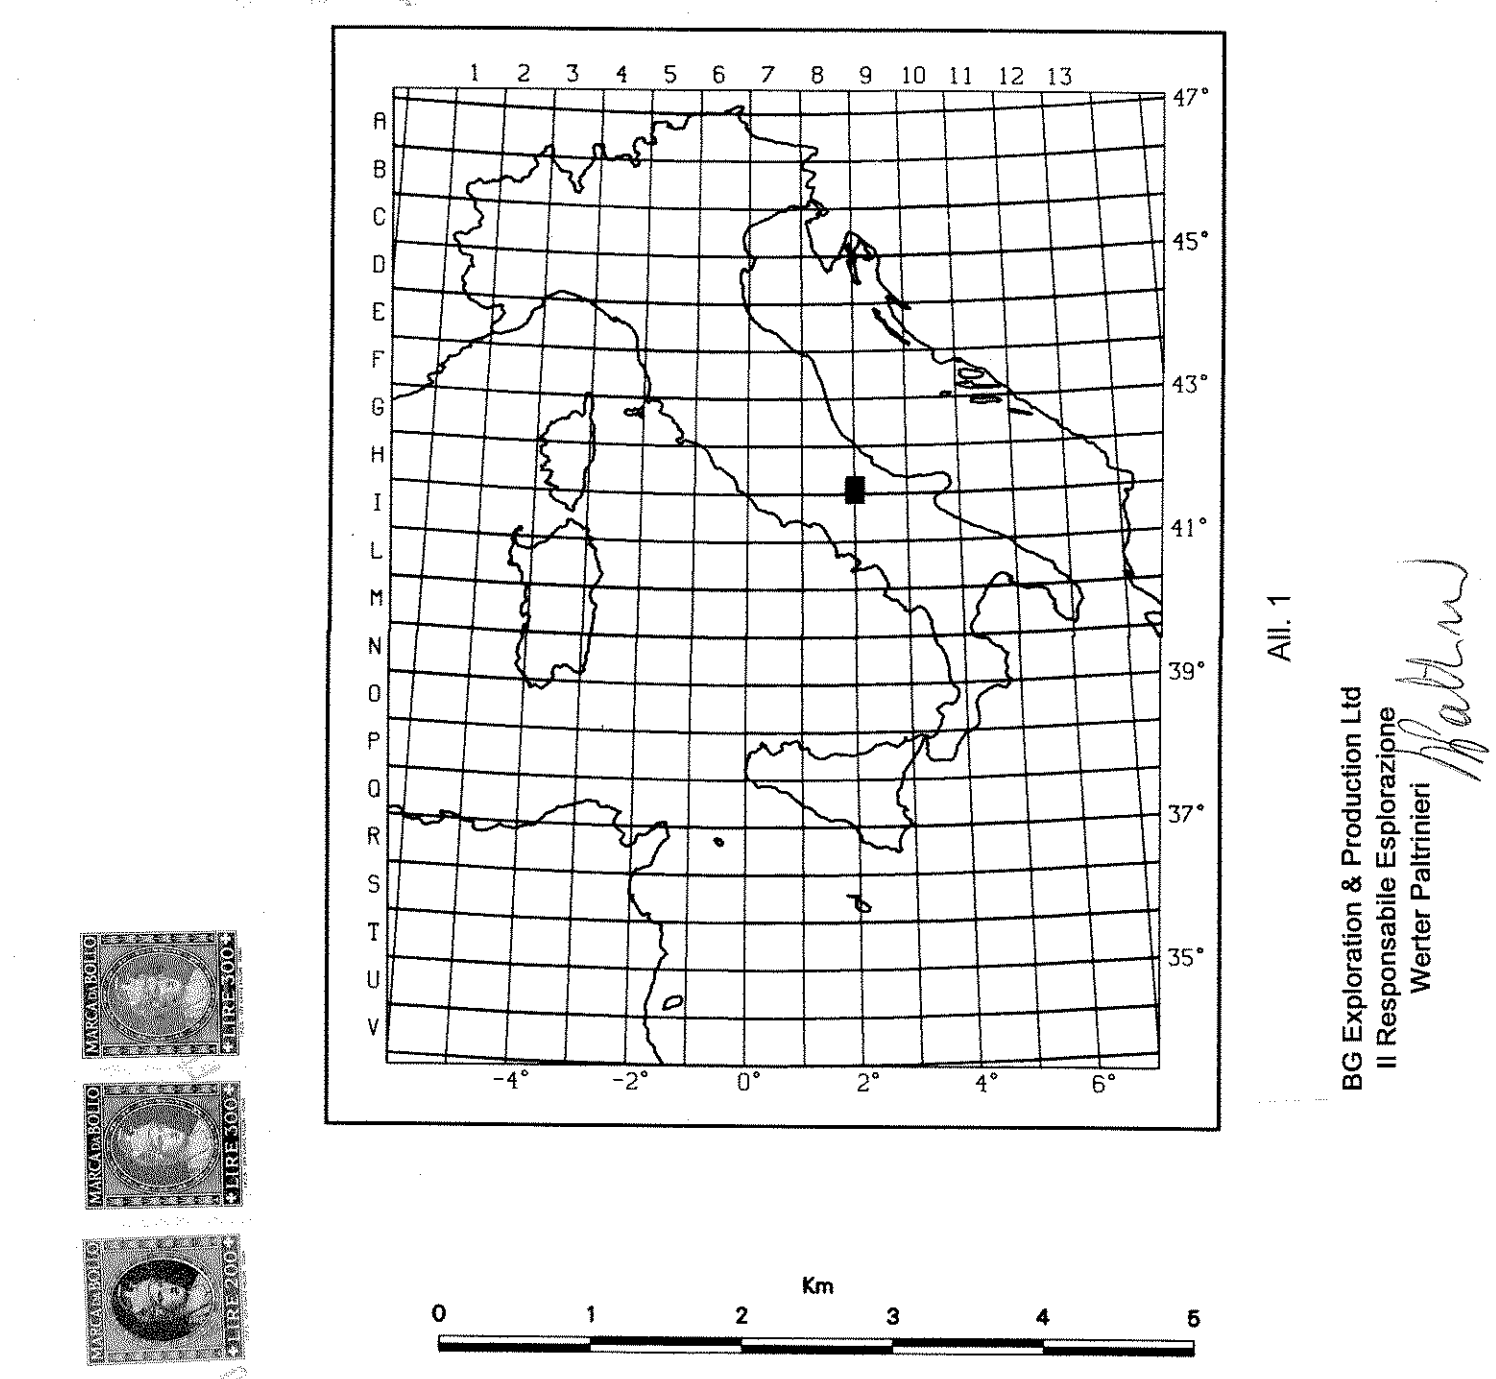 1 2 3 4 5 6 7 8 9 10 11 12 13
A
B
C
D
E
F
G
H
I
L
M
N
O
P
Q
R
S
T
U
V
47°
45°
43°
41°
39°
37°
35°
-4° -2° 0° 2° 4° 6°
All. 1
BG Exploration & Production Ltd
Il Responsabile Esplorazione
Werter Paltrinieri
MARCA DA BOLLO
LIRE 300
MARCA DA BOLLO
LIRE 300
MARCA DA BOLLO
LIRE 200
Km
0 1 2 3 4 5